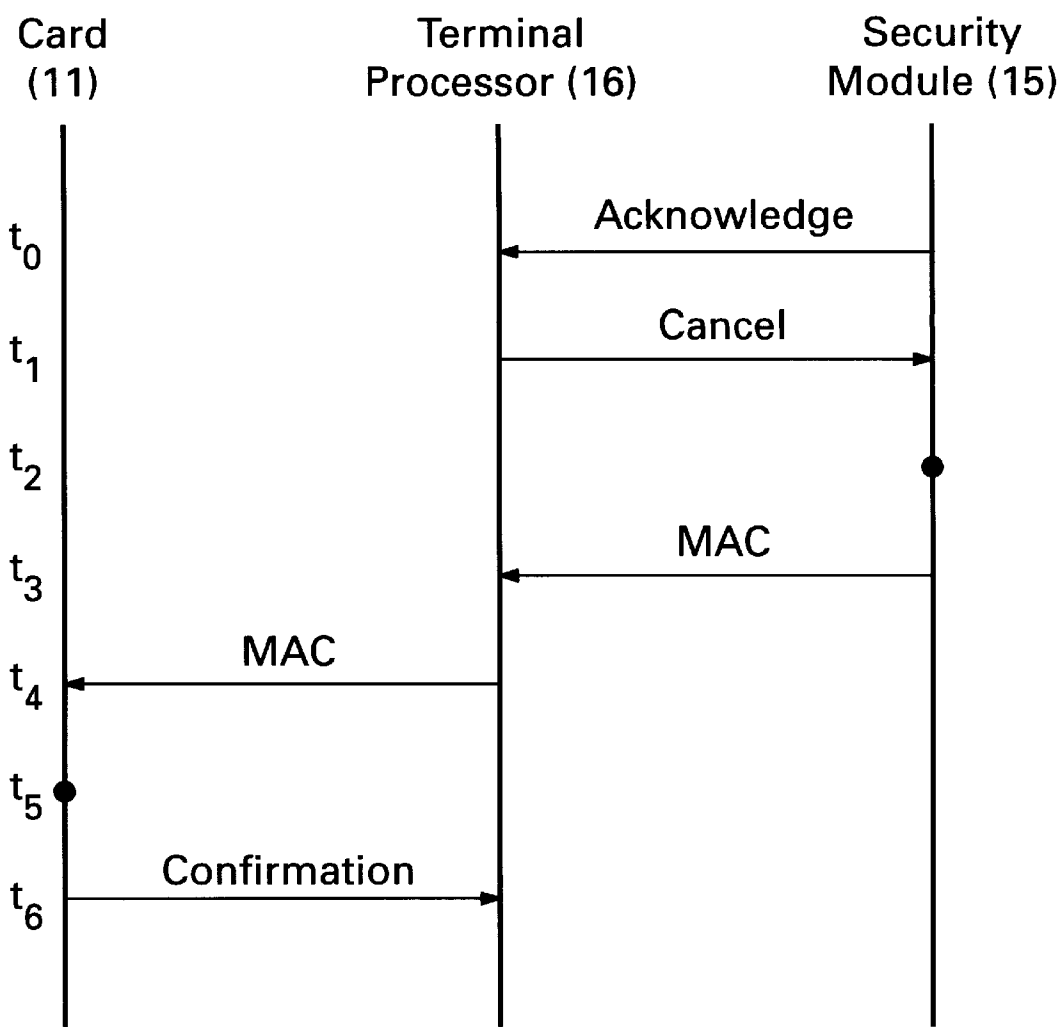 Card
(11)
Terminal
Processor (16)
Security
Module (15)
t0
Acknowledge
t1
Cancel
t2
t3
MAC
t4
MAC
t5
t6
Confirmation